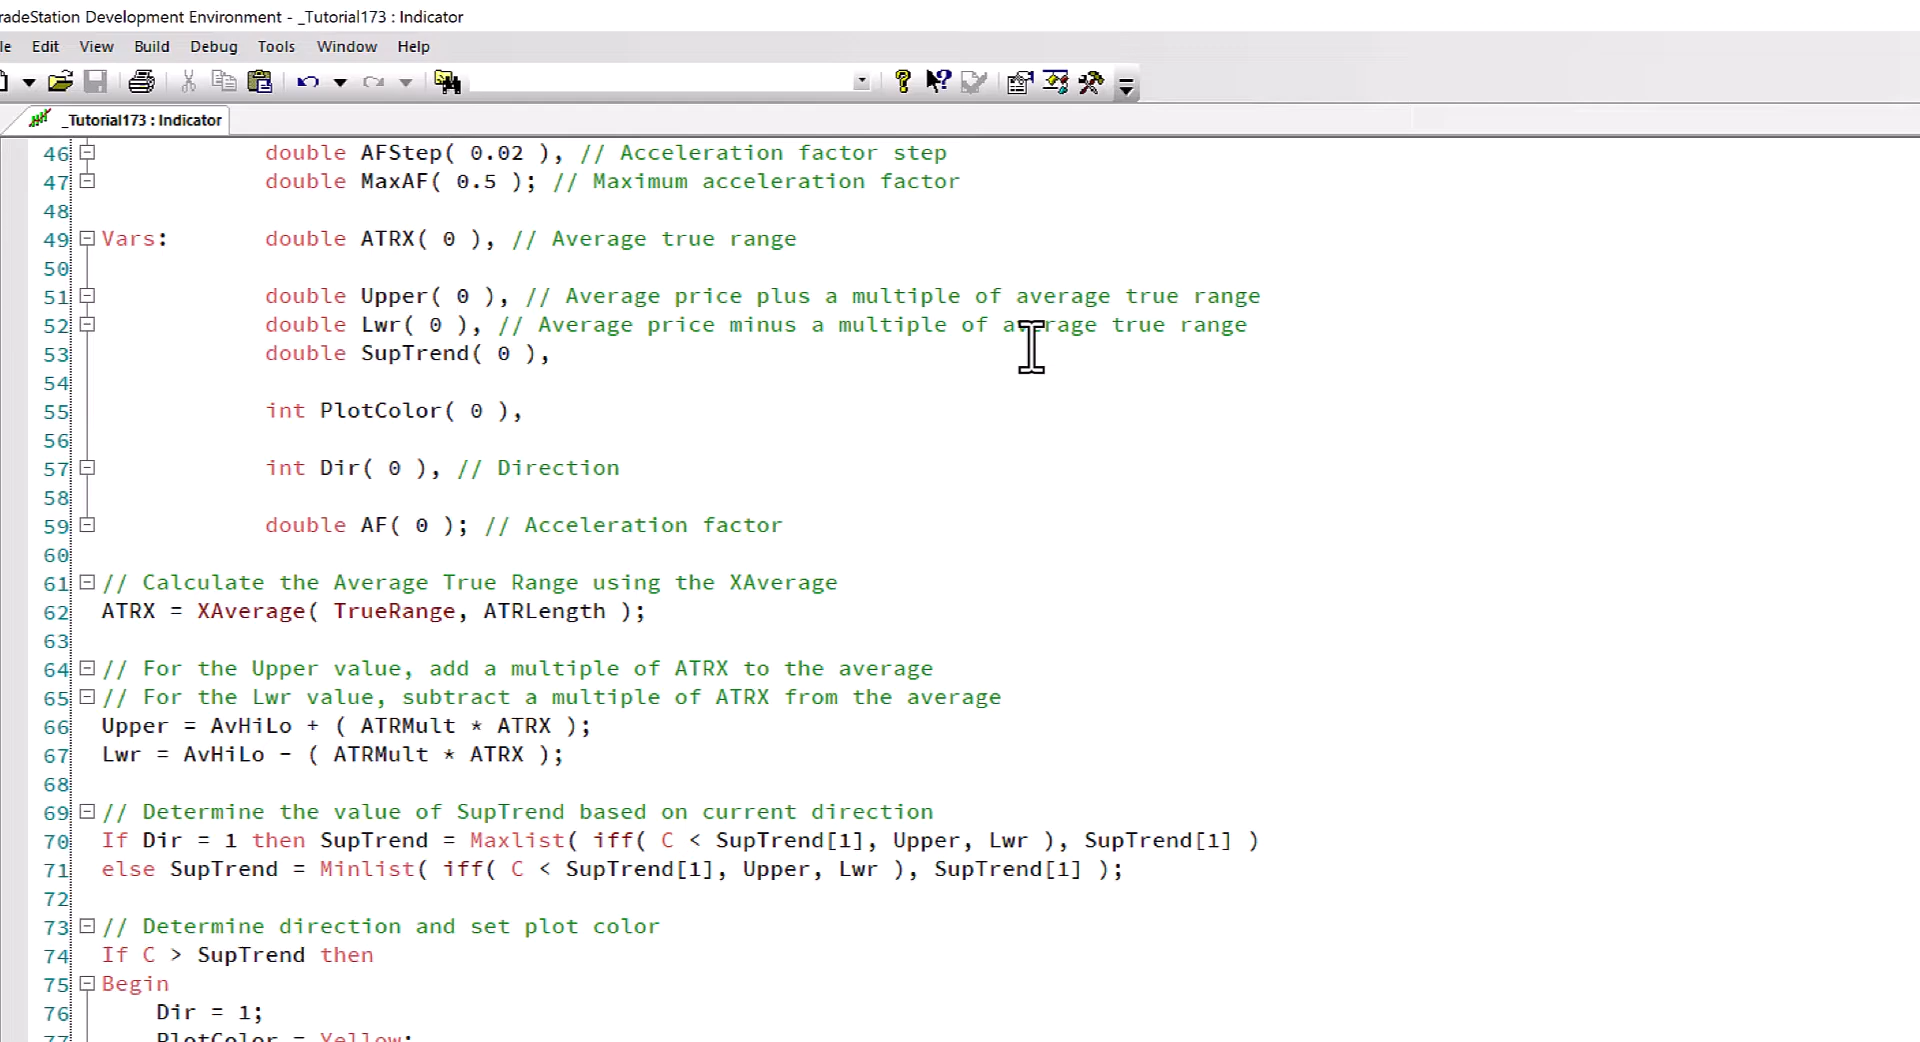 radeStation Development Environment - _Tutorial173 : Indicator
le Edit View Build Debug Tools Window Help
_Tutorial173 : Indicator
46 double AFStep( 0.02 ), // Acceleration factor step
47 double MaxAF( 0.5 ); // Maximum acceleration factor
48
49 Vars: double ATRX( 0 ), // Average true range
50
51 double Upper( 0 ), // Average price plus a multiple of average true range
52 double Lwr( 0 ), // Average price minus a multiple of average true range
53 double SupTrend( 0 ),
54
55 int PlotColor( 0 ),
56
57 int Dir( 0 ), // Direction
58
59 double AF( 0 ); // Acceleration factor
60
61 // Calculate the Average True Range using the XAverage
62 ATRX = XAverage( TrueRange, ATRLength );
63
64 // For the Upper value, add a multiple of ATRX to the average
65 // For the Lwr value, subtract a multiple of ATRX from the average
66 Upper = AvHiLo + ( ATRMult * ATRX );
67 Lwr = AvHiLo - ( ATRMult * ATRX );
68
69 // Determine the value of SupTrend based on current direction
70 If Dir = 1 then SupTrend = Maxlist( iff( C < SupTrend[1], Upper, Lwr ), SupTrend[1] )
71 else SupTrend = Minlist( iff( C < SupTrend[1], Upper, Lwr ), SupTrend[1] );
72
73 // Determine direction and set plot color
74 If C > SupTrend then
75 Begin
76 Dir = 1;
77 PlotColor = Yellow;